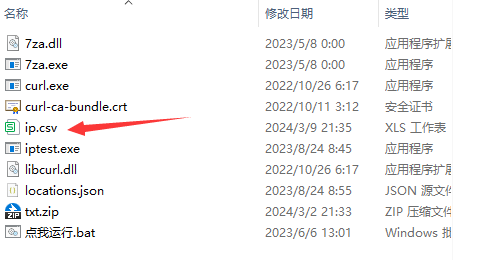 名称 修改日期 类型
7za.dll 2023/5/8 0:00 应用程序扩展
7za.exe 2023/5/8 0:00 应用程序
curl.exe 2022/10/26 6:17 应用程序
curl-ca-bundle.crt 2022/10/11 3:12 安全证书
ip.csv 2024/3/9 21:35 XLS 工作表
iptest.exe 2023/8/24 8:45 应用程序
libcurl.dll 2022/10/26 6:17 应用程序扩展
locations.json 2023/8/24 8:55 JSON 源文件
txt.zip 2024/3/2 21:33 ZIP 压缩文件
点我运行.bat 2023/6/6 13:01 Windows 批